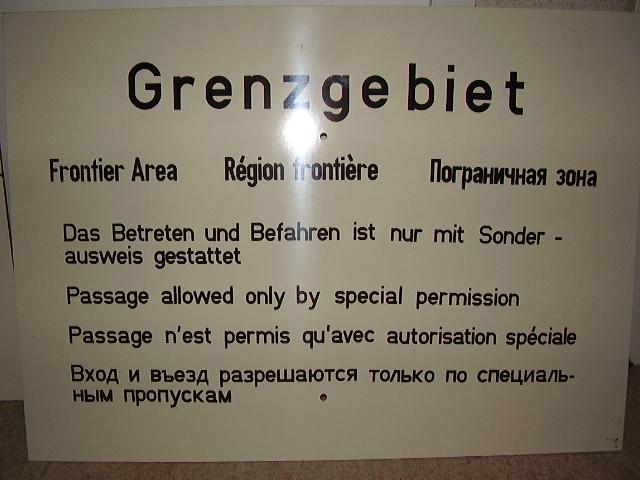 Grenzgebiet
Frontier Area Région frontière Пограничная зона
Das Betreten und Befahren ist nur mit Sonder -
ausweis gestattet
Passage allowed only by special permission
Passage n'est permis qu'avec autorisation spéciale
Вход и въезд разрешаются только по специаль-
ным пропускам